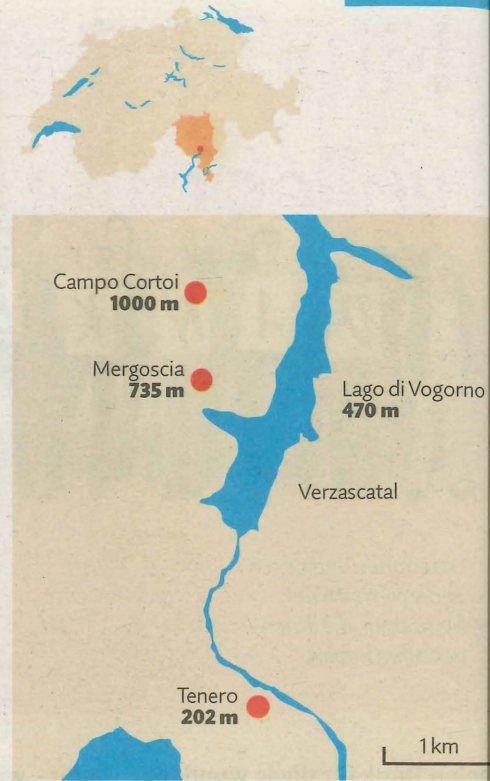 Campo Cortoi
1000 m
Mergoscia
735 m
Lago di Vogorno
470 m
Verzascatal
Tenero
202 m
1 km